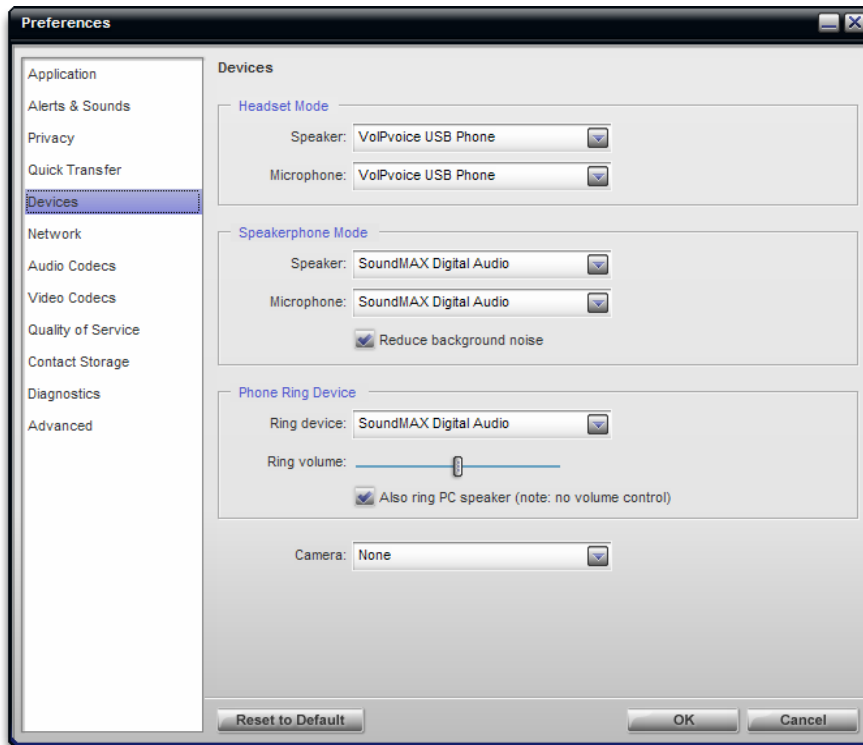 Preferences
Application
Alerts & Sounds
Privacy
Quick Transfer
Devices
Network
Audio Codecs
Video Codecs
Quality of Service
Contact Storage
Diagnostics
Advanced
Devices
Headset Mode
Speaker: VoIPvoice USB Phone
Microphone: VoIPvoice USB Phone
Speakerphone Mode
Speaker: SoundMAX Digital Audio
Microphone: SoundMAX Digital Audio
Reduce background noise
Phone Ring Device
Ring device: SoundMAX Digital Audio
Ring volume:
Also ring PC speaker (note: no volume control)
Camera: None
Reset to Default OK Cancel